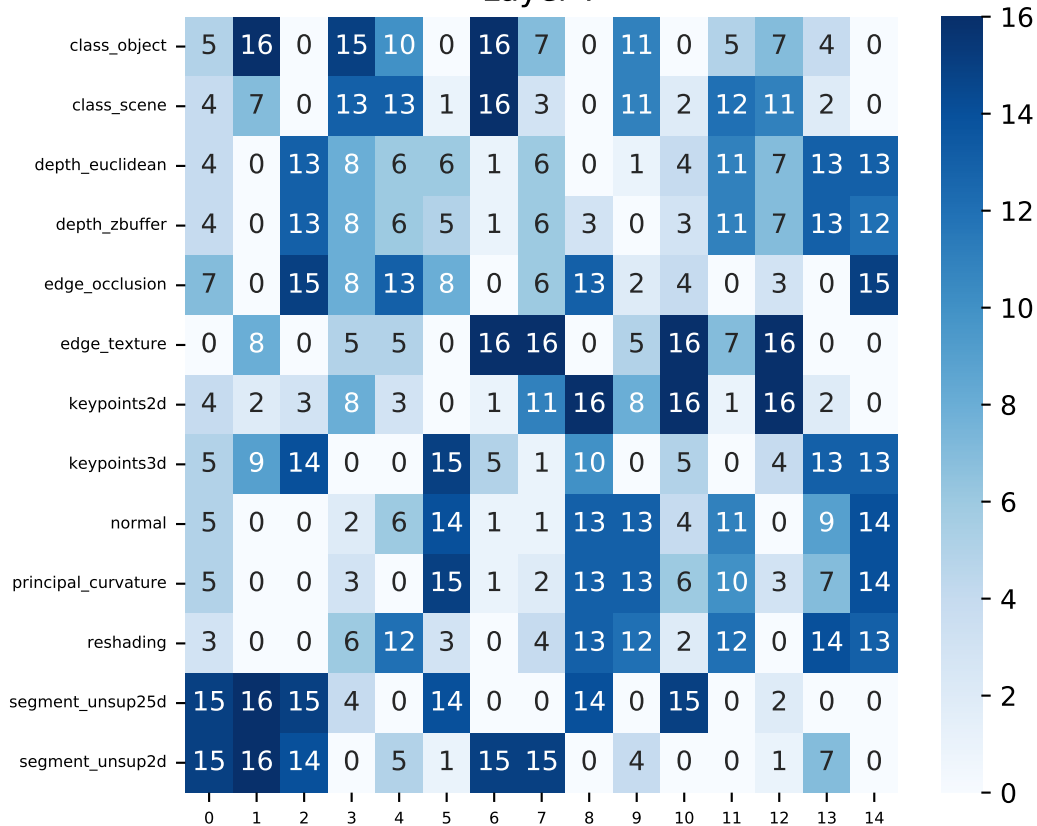 class_object 5 16 0 15 10 0 16 7 0 11 0 5 7 4 0
class_scene 4 7 0 13 13 1 16 3 0 11 2 12 11 2 0
depth_euclidean 4 0 13 8 6 6 1 6 0 1 4 11 7 13 13
depth_zbuffer 4 0 13 8 6 5 1 6 3 0 3 11 7 13 12
edge_occlusion 7 0 15 8 13 8 0 6 13 2 4 0 3 0 15
edge_texture 0 8 0 5 5 0 16 16 0 5 16 7 16 0 0
keypoints2d 4 2 3 8 3 0 1 11 16 8 16 1 16 2 0
keypoints3d 5 9 14 0 0 15 5 1 10 0 5 0 4 13 13
normal 5 0 0 2 6 14 1 1 13 13 4 11 0 9 14
principal_curvature 5 0 0 3 0 15 1 2 13 13 6 10 3 7 14
reshading 3 0 0 6 12 3 0 4 13 12 2 12 0 14 13
segment_unsup25d 15 16 15 4 0 14 0 0 14 0 15 0 2 0 0
segment_unsup2d 15 16 14 0 5 1 15 15 0 4 0 0 1 7 0
0 1 2 3 4 5 6 7 8 9 10 11 12 13 14
16
14
12
10
8
6
4
2
0